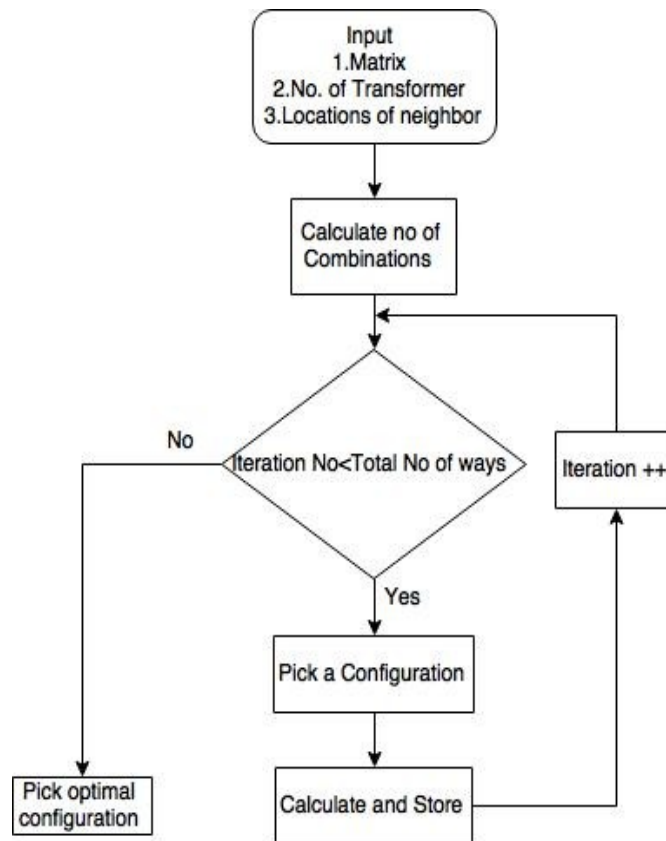 Input
1.Matrix
2.No. of Transformer
3.Locations of neighbor
Calculate no of
Combinations
No
Iteration No<Total No of ways
Iteration ++
Yes
Pick a Configuration
Pick optimal
configuration
Calculate and Store